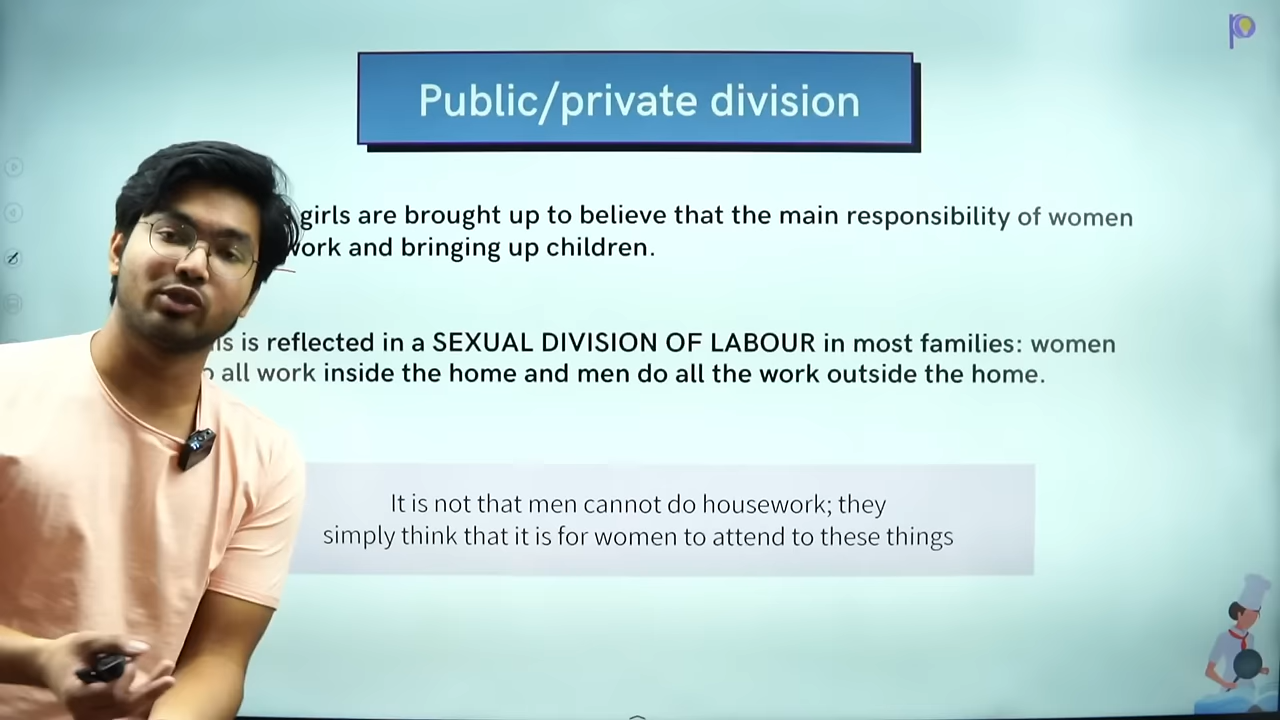 Public/private division
girls are brought up to believe that the main responsibility of women
work and bringing up children.
is reflected in a SEXUAL DIVISION OF LABOUR in most families: women
all work inside the home and men do all the work outside the home.
It is not that men cannot do housework; they
simply think that it is for women to attend to these things